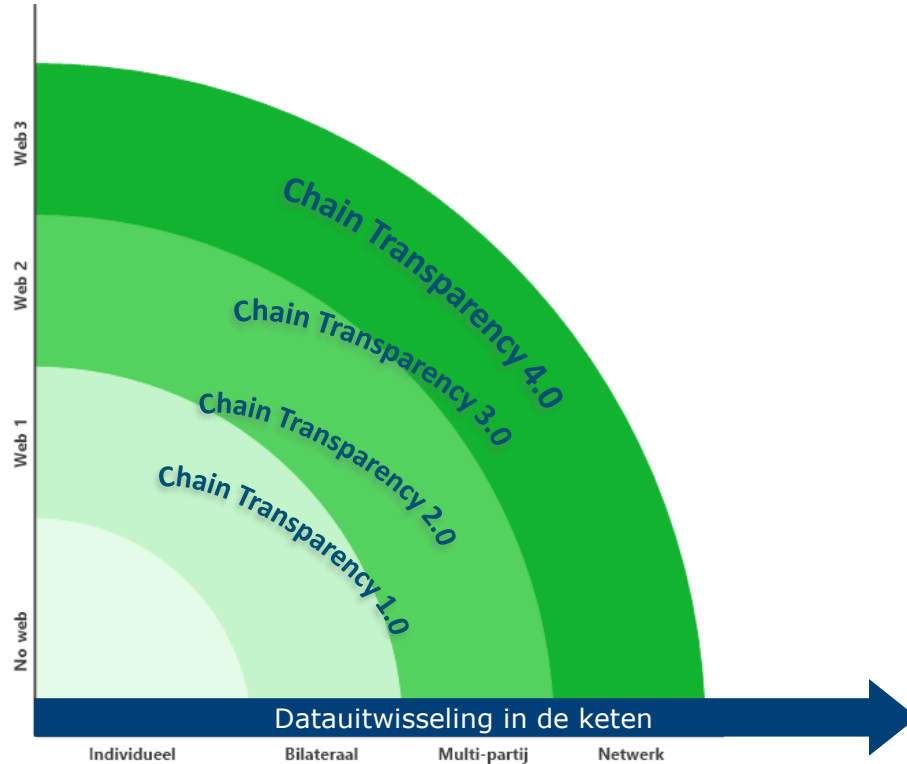 Web3
Web 2
Web 1
No web
Chain Transparency 4.0
Chain Transparency 3.0
Chain Transparency 2.0
Chain Transparency 1.0
Datauitwisseling in de keten
Individueel
Bilateraal
Multi-partij
Netwerk